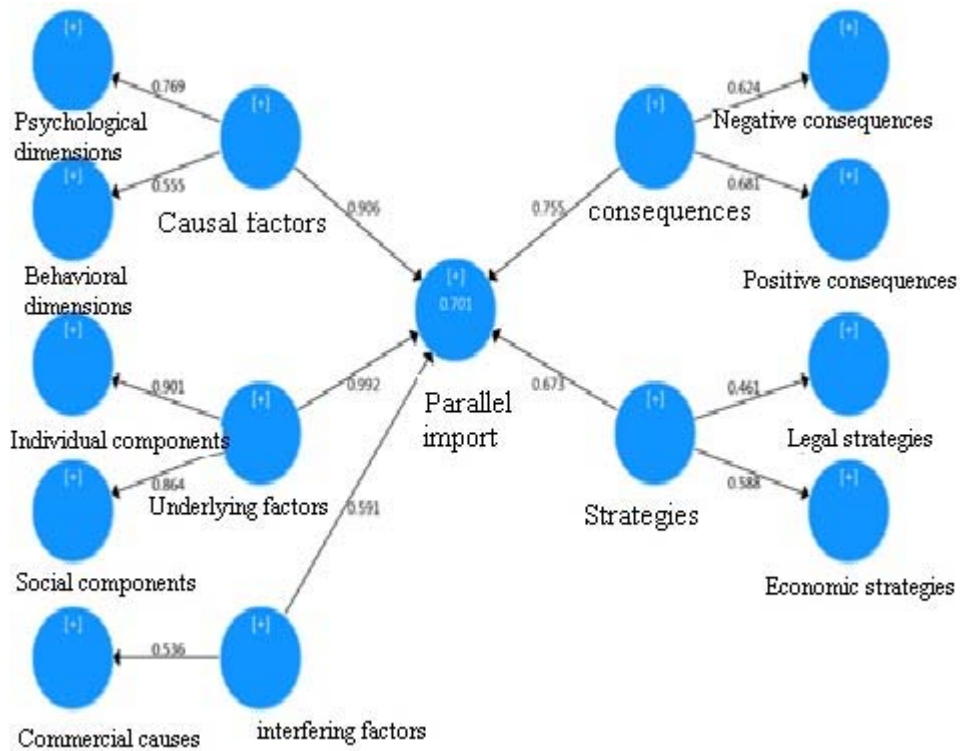 [+]
[+]
0.769
0.624
[+]
[+]
Psychological
dimensions
Negative consequences
[+]
[+]
0.555
0.681
Causal factors
0.906
0.755
consequences
Behavioral
dimensions
[+]
0.701
Positive consequences
[+]
[+]
0.901
0.992
0.673
0.461
[+]
[+]
Individual components
Parallel
import
Legal strategies
0.864
0.588
[+]
[+]
Underlying factors
0.591
Strategies
Social components
Economic strategies
[+]
[+]
0.536
Commercial causes
interfering factors